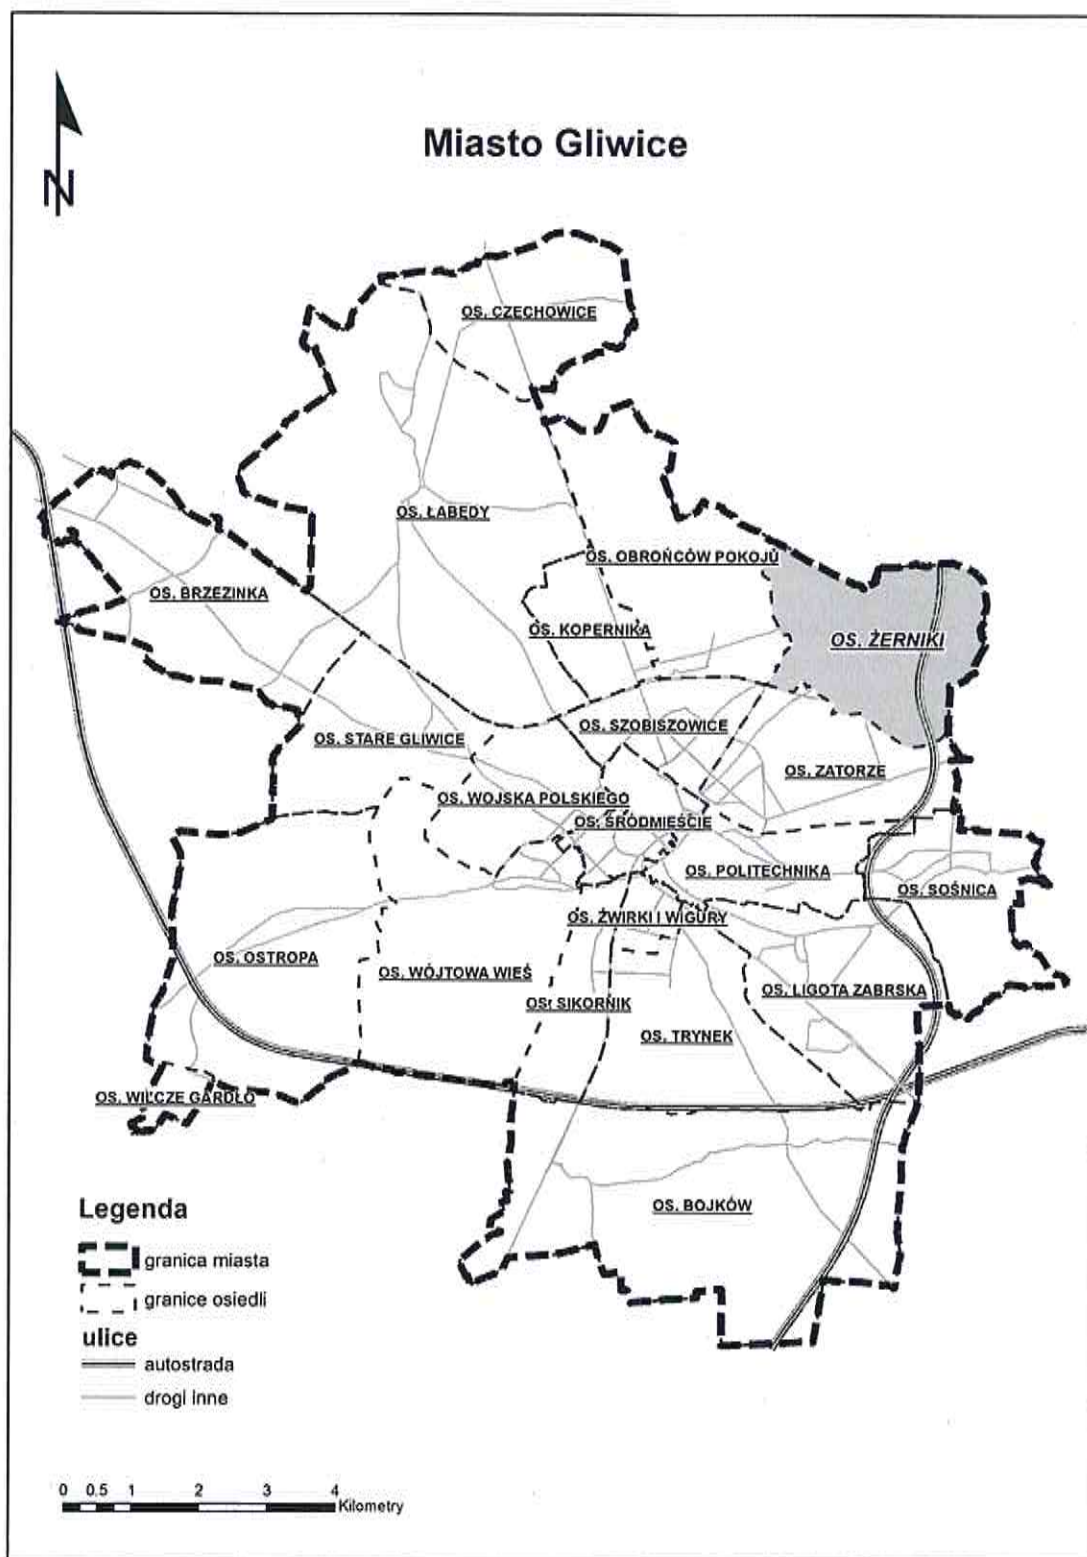 Miasto Gliwice
N
OS. CZECHOWICE
OS. ŁABĘDY
OS. OBROŃCÓW POKOJU
OS. BRZEZINKA
OS. KOPERNIKA
OS. ŻERNIKI
OS. SZOBISZOWICE
OS. STARE GLIWICE
OS. ZATORZE
OS. WOJSKA POLSKIEGO
OS. ŚRÓDMIEŚCIE
OS. POLITECHNIKA
OS. SOŚNICA
OS. ŻWIRKI I WIGURY
OS. OSTROPA
OS. WÓJTOWA WIEŚ
OS. LIGOTA ZABRSKA
OS. SIKORNIK
OS. TRYNEK
OS. WILCZE GARDŁO
OS. BOJKÓW
Legenda
granica miasta
granice osiedli
ulice
autostrada
drogi inne
0 0.5 1 2 3 4
Kilometry